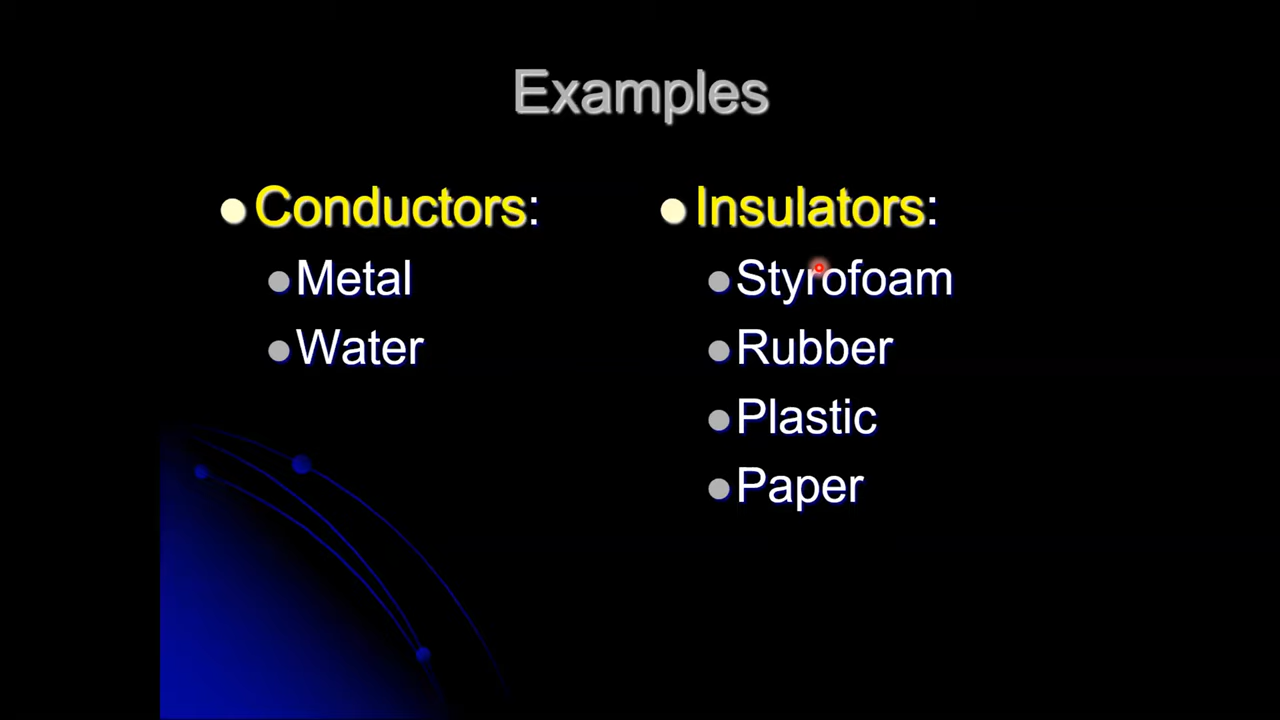 Examples
Conductors:
Metal
Water
Insulators:
Styrofoam
Rubber
Plastic
Paper